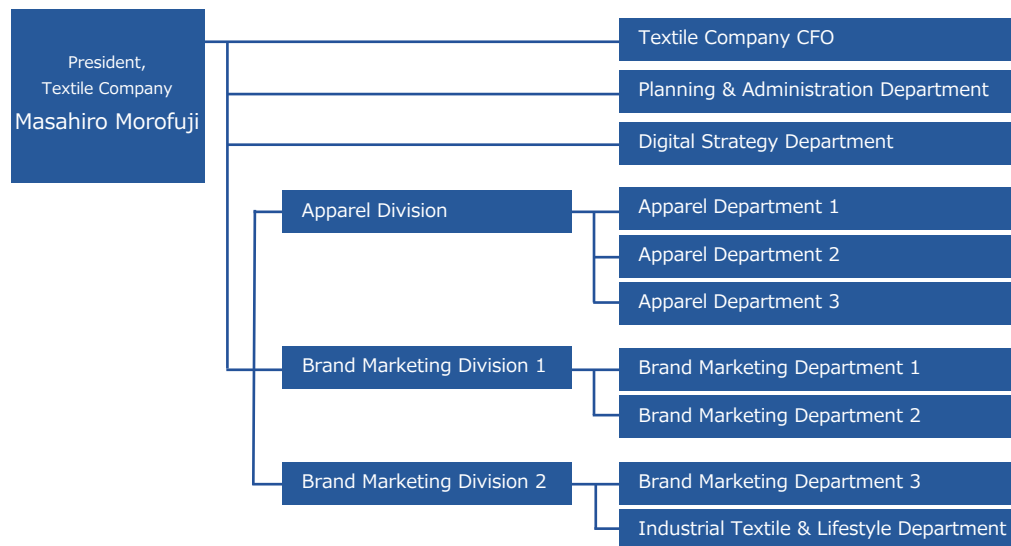 President,
Textile Company
Masahiro Morofuji
Textile Company CFO
Planning & Administration Department
Digital Strategy Department
Apparel Division
Apparel Department 1
Apparel Department 2
Apparel Department 3
Brand Marketing Division 1
Brand Marketing Department 1
Brand Marketing Department 2
Brand Marketing Division 2
Brand Marketing Department 3
Industrial Textile & Lifestyle Department